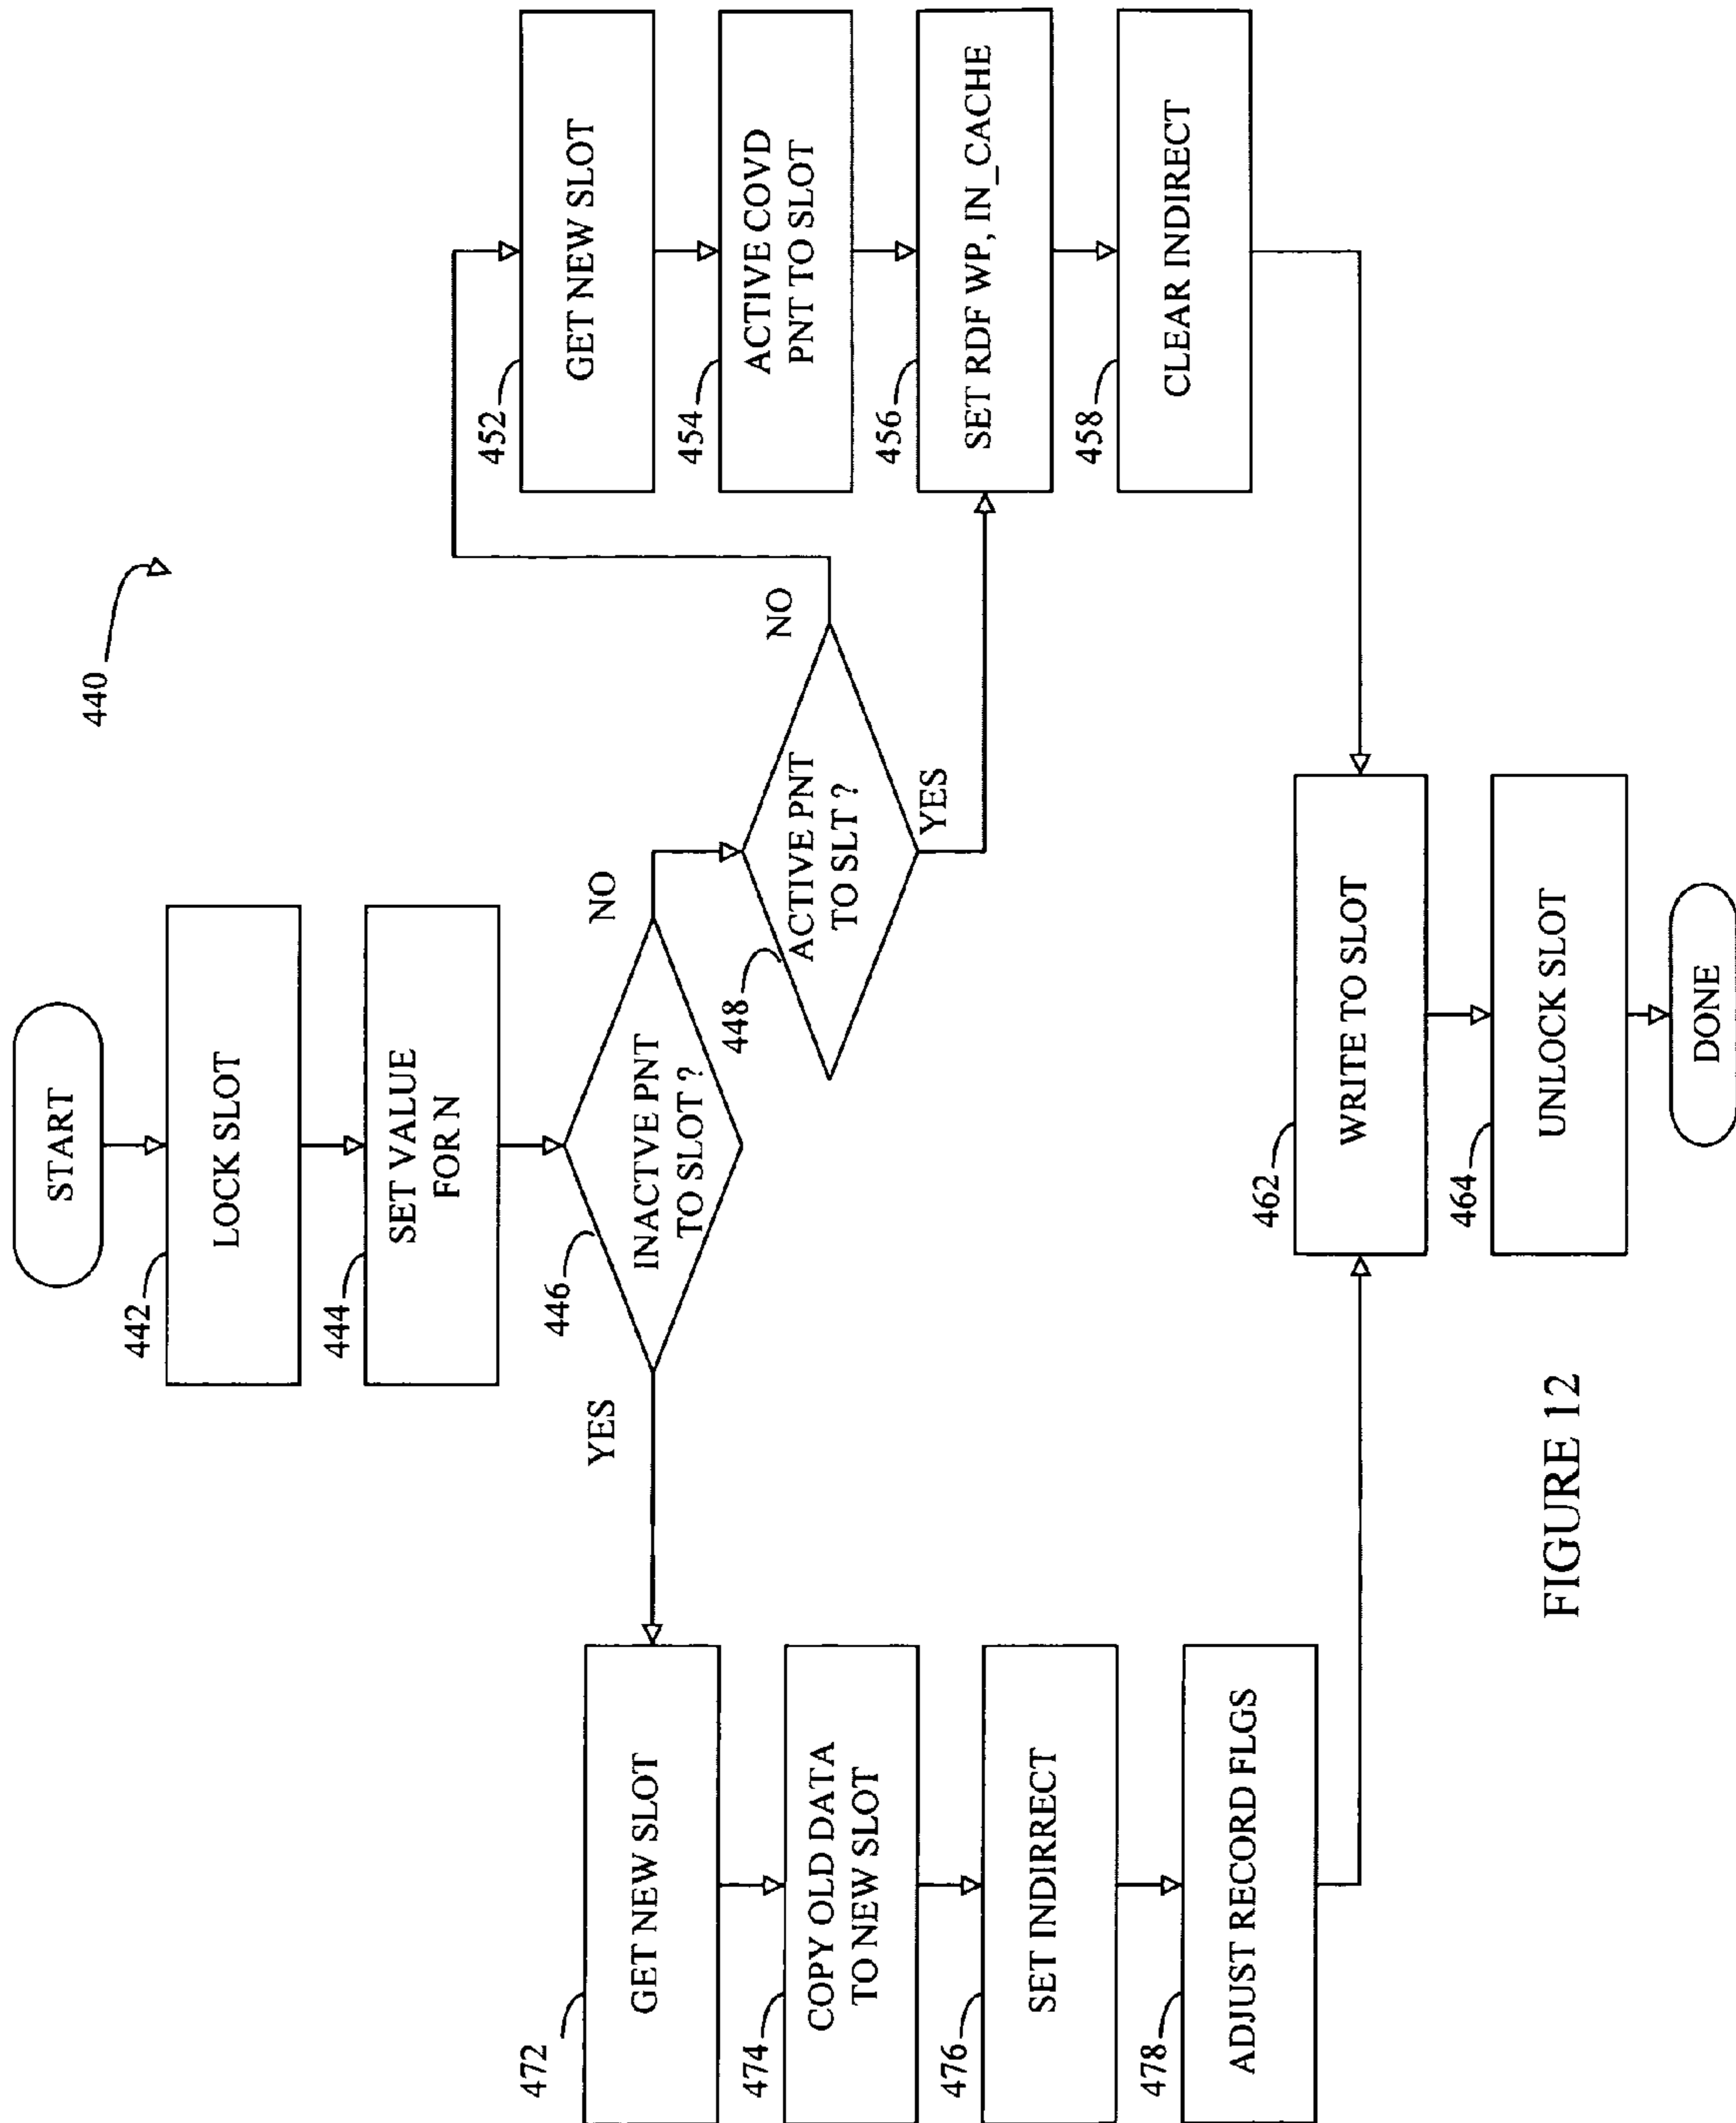 440
START
442
LOCK SLOT
444
SET VALUE
FOR N
446
INACTVE PNT
TO SLOT ?
YES
NO
448
ACTIVE PNT
TO SLT ?
NO
YES
452
GET NEW SLOT
454
ACTIVE COVD
PNT TO SLOT
456
SET RDF WP, IN_CACHE
458
CLEAR INDIRECT
472
GET NEW SLOT
474
COPY OLD DATA
TO NEW SLOT
476
SET INDIRRECT
478
ADJUST RECORD FLGS
462
WRITE TO SLOT
464
UNLOCK SLOT
DONE
FIGURE 12